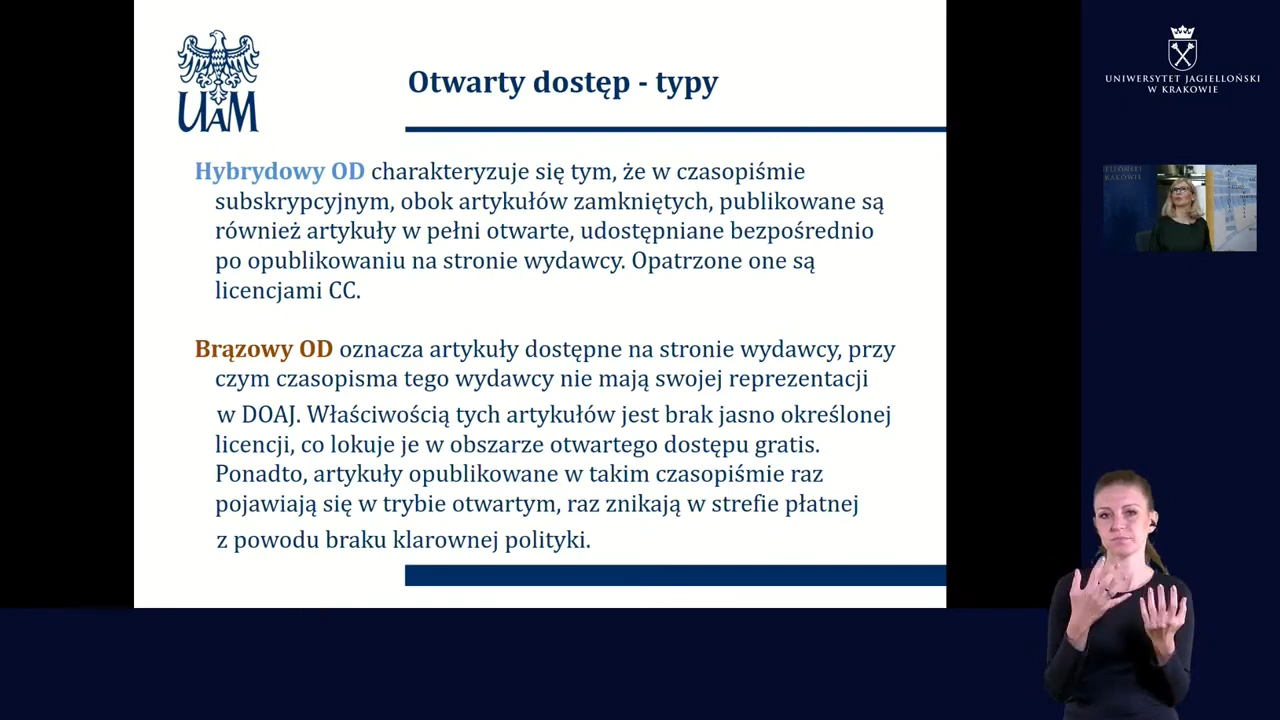 UAM
Otwarty dostęp - typy
Hybrydowy OD charakteryzuje się tym, że w czasopiśmie
subskrypcyjnym, obok artykułów zamkniętych, publikowane są
również artykuły w pełni otwarte, udostępniane bezpośrednio
po opublikowaniu na stronie wydawcy. Opatrzone one są
licencjami CC.
Brązowy OD oznacza artykuły dostępne na stronie wydawcy, przy
czym czasopisma tego wydawcy nie mają swojej reprezentacji
w DOAJ. Właściwością tych artykułów jest brak jasno określonej
licencji, co lokuje je w obszarze otwartego dostępu gratis.
Ponadto, artykuły opublikowane w takim czasopiśmie raz
pojawiają się w trybie otwartym, raz znikają w strefie płatnej
z powodu braku klarownej polityki.
UNIWERSYTET JAGIELLOŃSKI
W KRAKOWIE